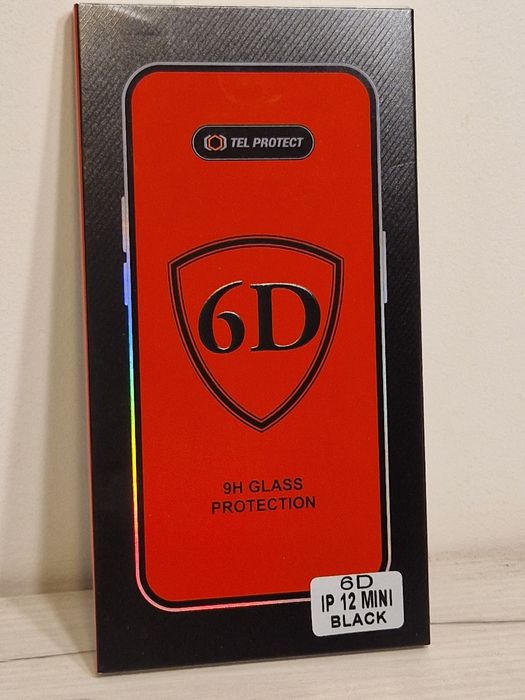 TEL PROTECT
6D
9H GLASS
PROTECTION
6D
IP 12 MINI
BLACK